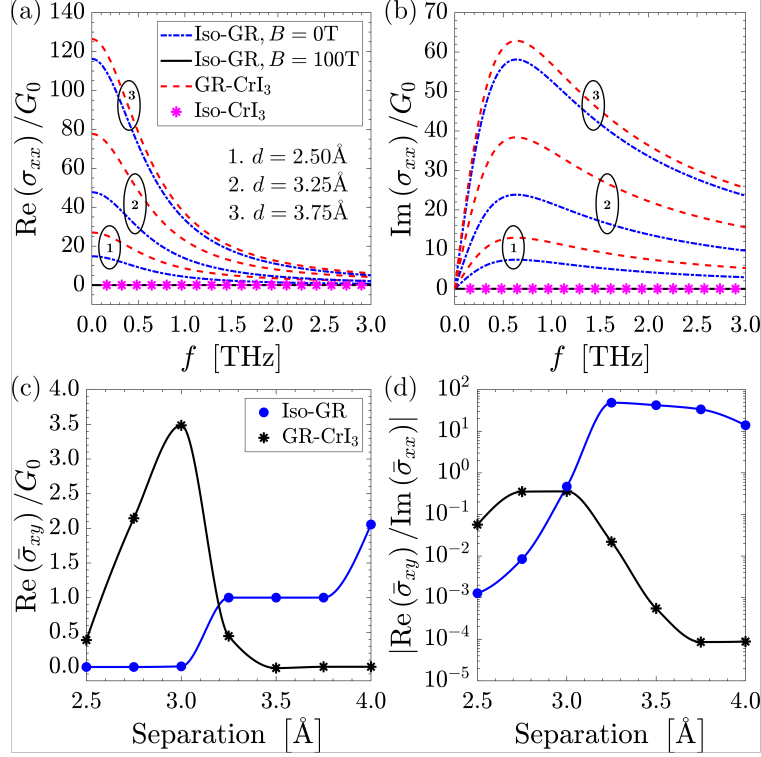 (a)
Re (σxx) /G0
140
120
100
80
60
40
20
0
Iso-GR, B = 0T
Iso-GR, B = 100T
GR-CrI3
Iso-CrI3
1. d = 2.50Å
2. d = 3.25Å
3. d = 3.75Å
3
2
1
0.0 0.5 1.0 1.5 2.0 2.5 3.0
f [THz]
(b)
Im (σxx) /G0
70
60
50
40
30
20
10
0
3
2
1
0.0 0.5 1.0 1.5 2.0 2.5 3.0
f [THz]
(c)
Re (σ̄xy) /G0
4.0
3.5
3.0
2.5
2.0
1.5
1.0
0.5
0.0
Iso-GR
GR-CrI3
2.5 3.0 3.5 4.0
Separation [Å]
(d)
|Re (σ̄xy) /Im (σ̄xx)|
10^2
10^1
10^0
10^−1
10^−2
10^−3
10^−4
10^−5
2.5 3.0 3.5 4.0
Separation [Å]